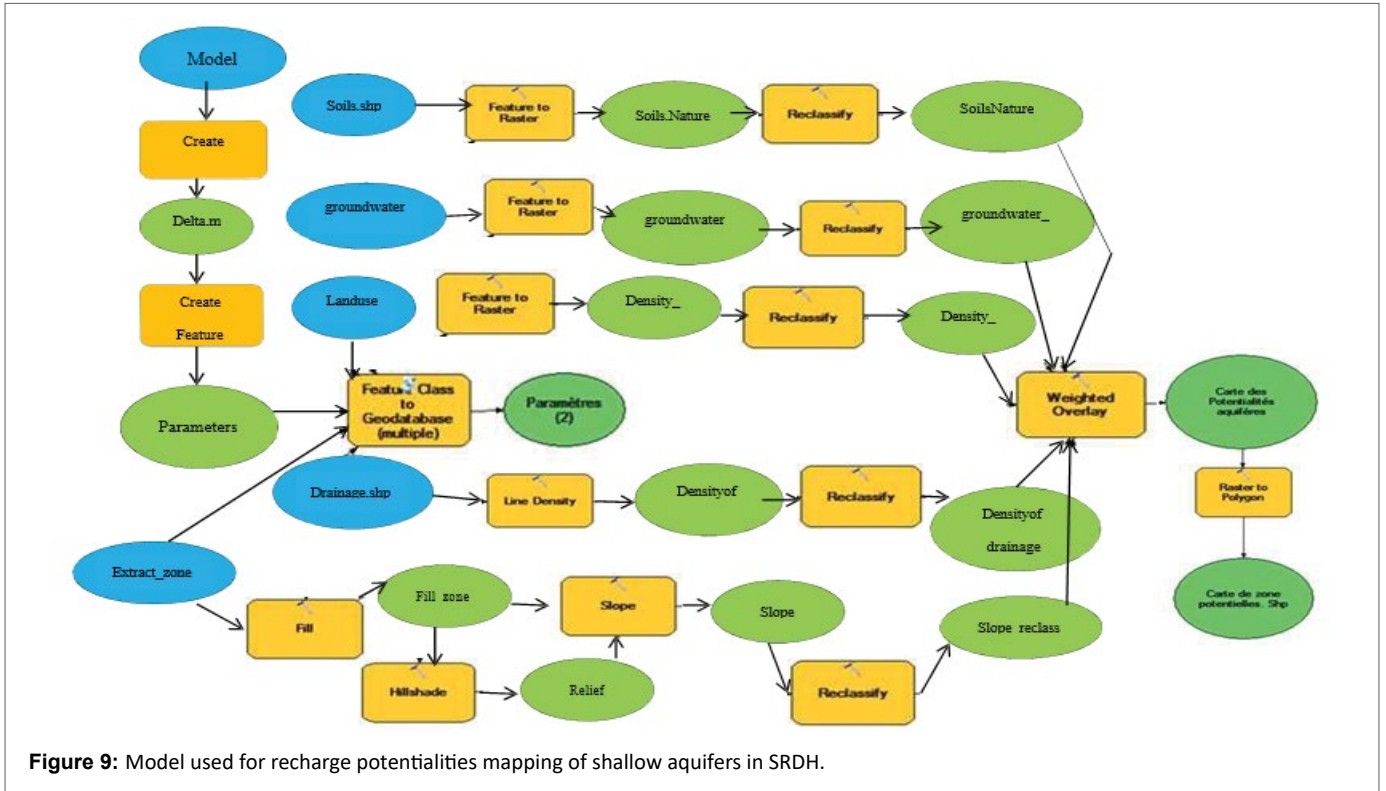 Model
Create
Delta.m
Create
Feature
Parameters
Soils.shp
Feature to
Raster
Soils.Nature
Reclassify
SoilsNature
groundwater
Feature to
Raster
groundwater
Reclassify
groundwater_
Landuse
Feature to
Raster
Density_
Reclassify
Density_
Feature Class
to
Geodatabase
(multiple)
Paramètres
(2)
Weighted
Overlay
Carte des
Potentialités
aquifères
Raster to
Polygon
Carte de zone
potentielles. Shp
Drainage.shp
Line Density
Densityof
Reclassify
Densityof
drainage
Extract_zone
Fill
Fill zone
Slope
Slope
Slope reclass
Hillshade
Relief
Reclassify
Figure 9: Model used for recharge potentialities mapping of shallow aquifers in SRDH.